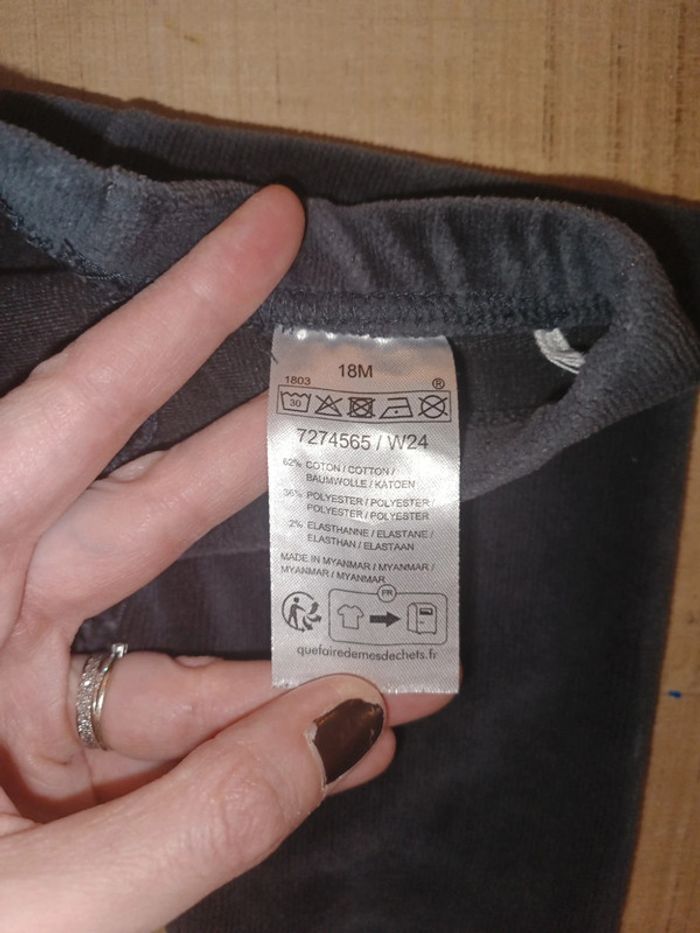 18M
1803
®
30
7274565 / W24
62% COTON / COTTON /
BAUMWOLLE / KATOEN
36% POLYESTER / POLYESTER /
POLYESTER / POLYESTER
2% ELASTHANNE / ELASTANE /
ELASTHAN / ELASTAAN
MADE IN MYANMAR / MYANMAR /
MYANMAR / MYANMAR
FR
quefairedemesdechets.fr